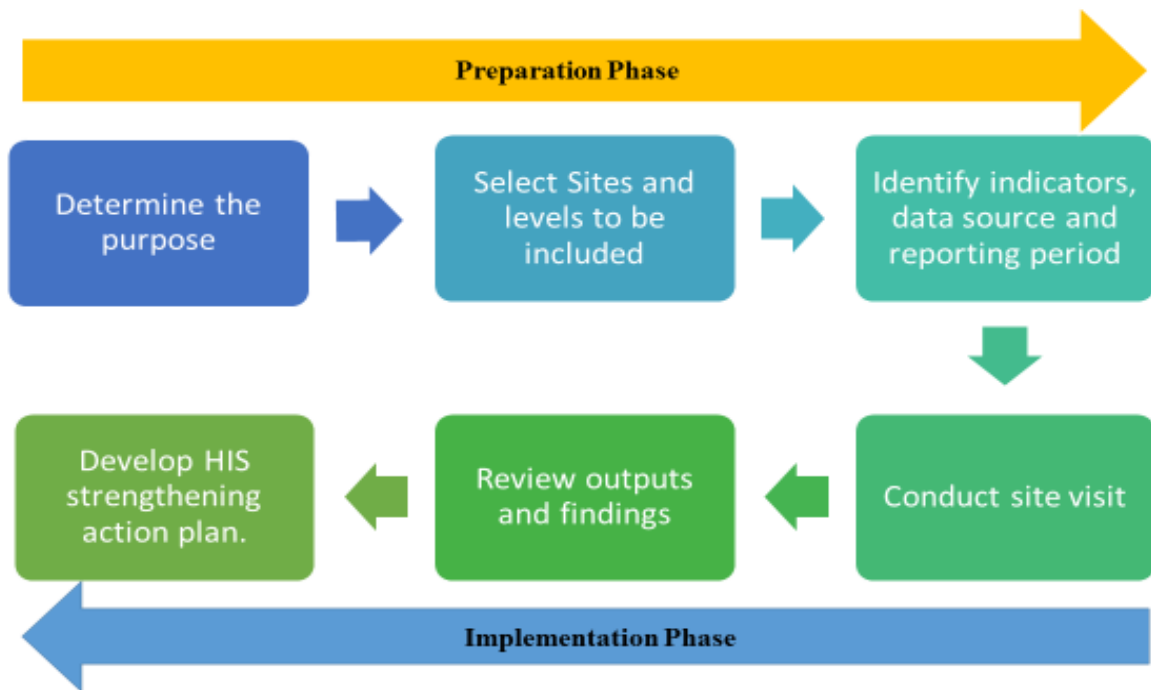 Preparation Phase
Determine the
purpose
Select Sites and
levels to be
included
Identify indicators,
data source and
reporting period
Conduct site visit
Review outputs
and findings
Develop HIS
strengthening
action plan.
Implementation Phase